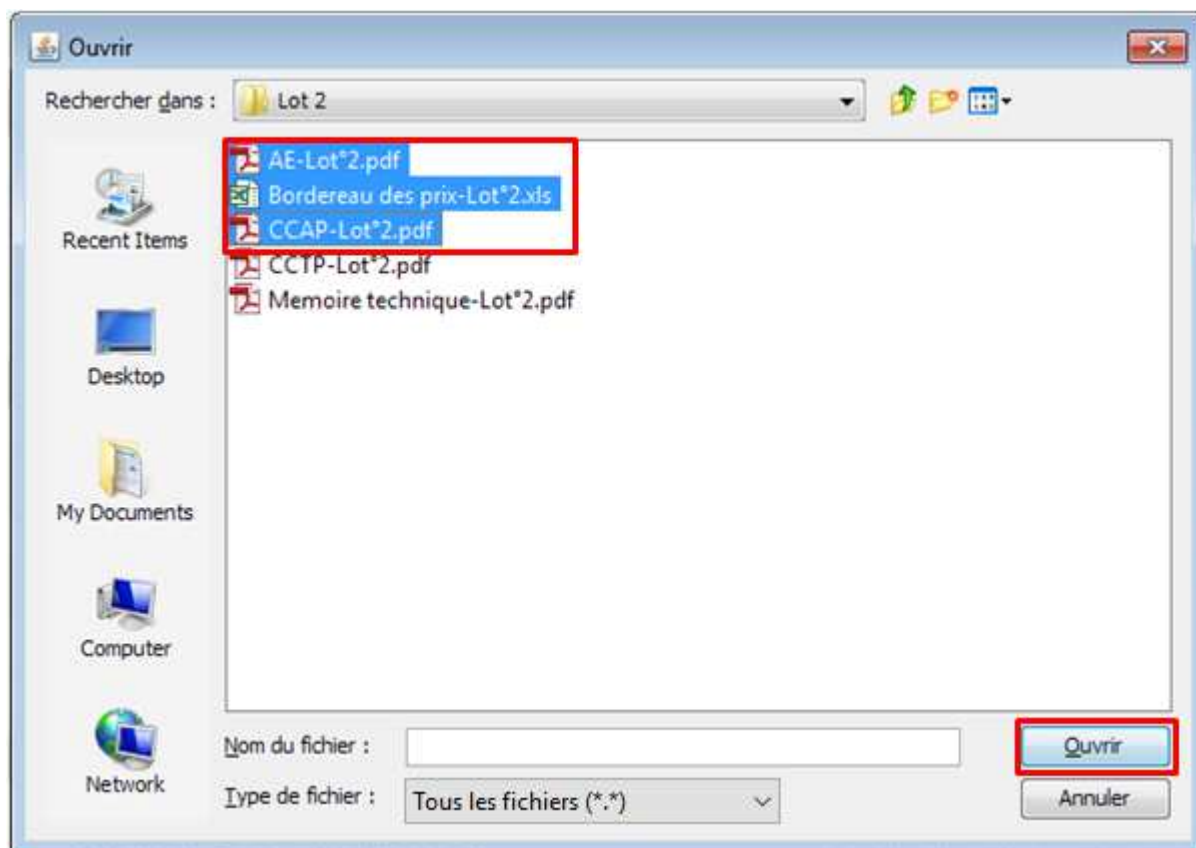 Ouvrir
Rechercher dans :
Lot 2
AE-Lot°2.pdf
Bordereau des prix-Lot°2.xls
CCAP-Lot°2.pdf
CCTP-Lot°2.pdf
Memoire technique-Lot°2.pdf
Recent Items
Desktop
My Documents
Computer
Network
Nom du fichier :
Ouvrir
Type de fichier :
Tous les fichiers (*.*)
Annuler